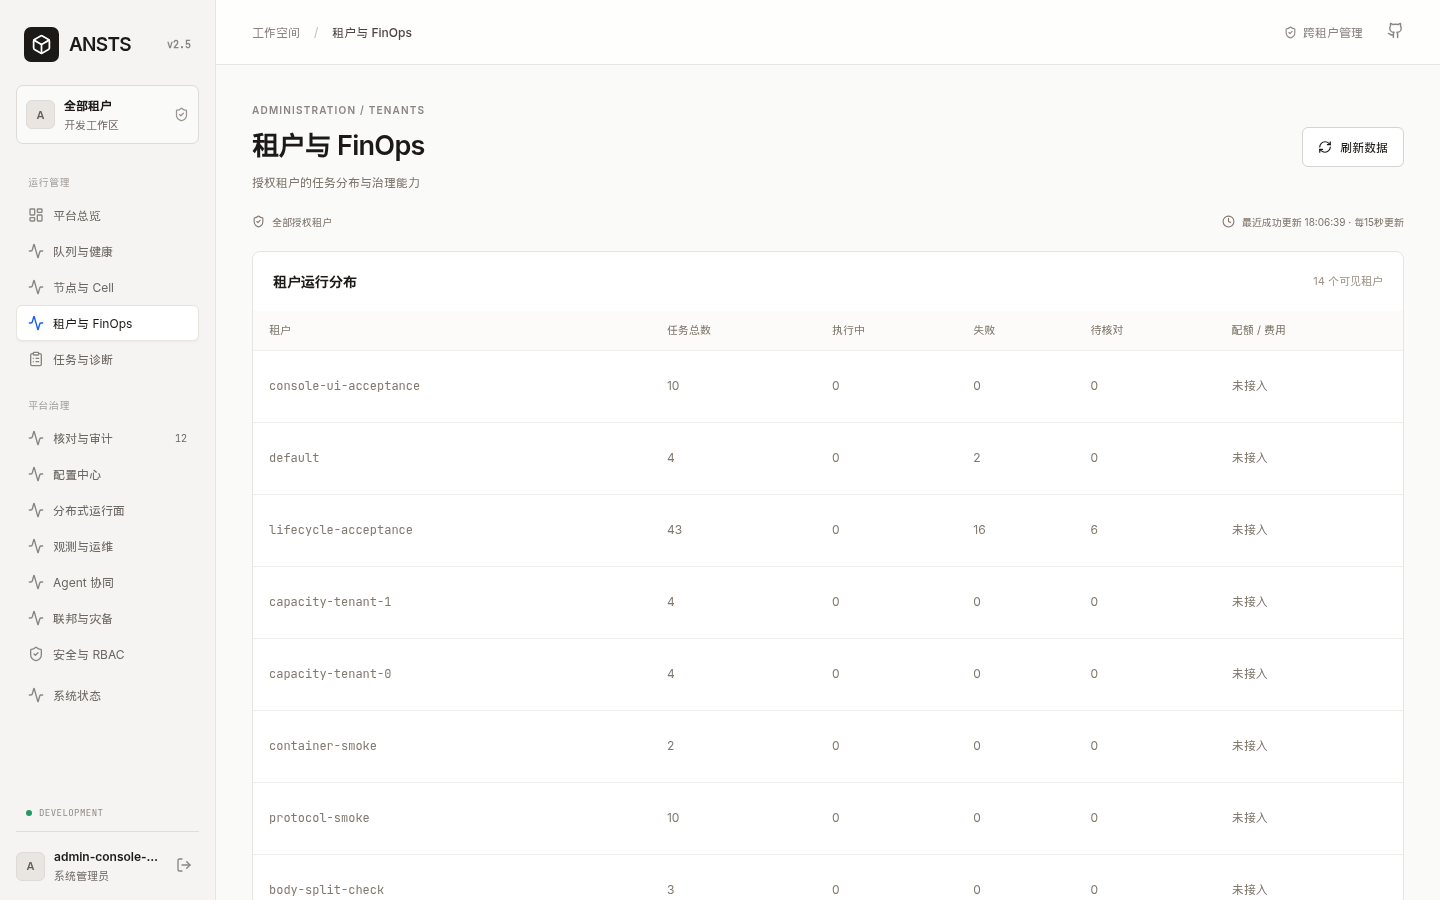 ANSTS
v2.5
A
全部租户
开发工作区
运行管理
平台总览
队列与健康
节点与 Cell
租户与 FinOps
任务与诊断
平台治理
核对与审计 12
配置中心
分布式运行面
观测与运维
Agent 协同
联邦与灾备
安全与 RBAC
系统状态
DEVELOPMENT
A
admin-console-...
系统管理员
工作空间 / 租户与 FinOps
跨租户管理
ADMINISTRATION / TENANTS
租户与 FinOps
刷新数据
授权租户的任务分布与治理能力
全部授权租户
最近成功更新 18:06:39 · 每15秒更新
租户运行分布
14 个可见租户
租户 任务总数 执行中 失败 待核对 配额 / 费用
console-ui-acceptance 10 0 0 0 未接入
default 4 0 2 0 未接入
lifecycle-acceptance 43 0 16 6 未接入
capacity-tenant-1 4 0 0 0 未接入
capacity-tenant-0 4 0 0 0 未接入
container-smoke 2 0 0 0 未接入
protocol-smoke 10 0 0 0 未接入
body-split-check 3 0 0 0 未接入